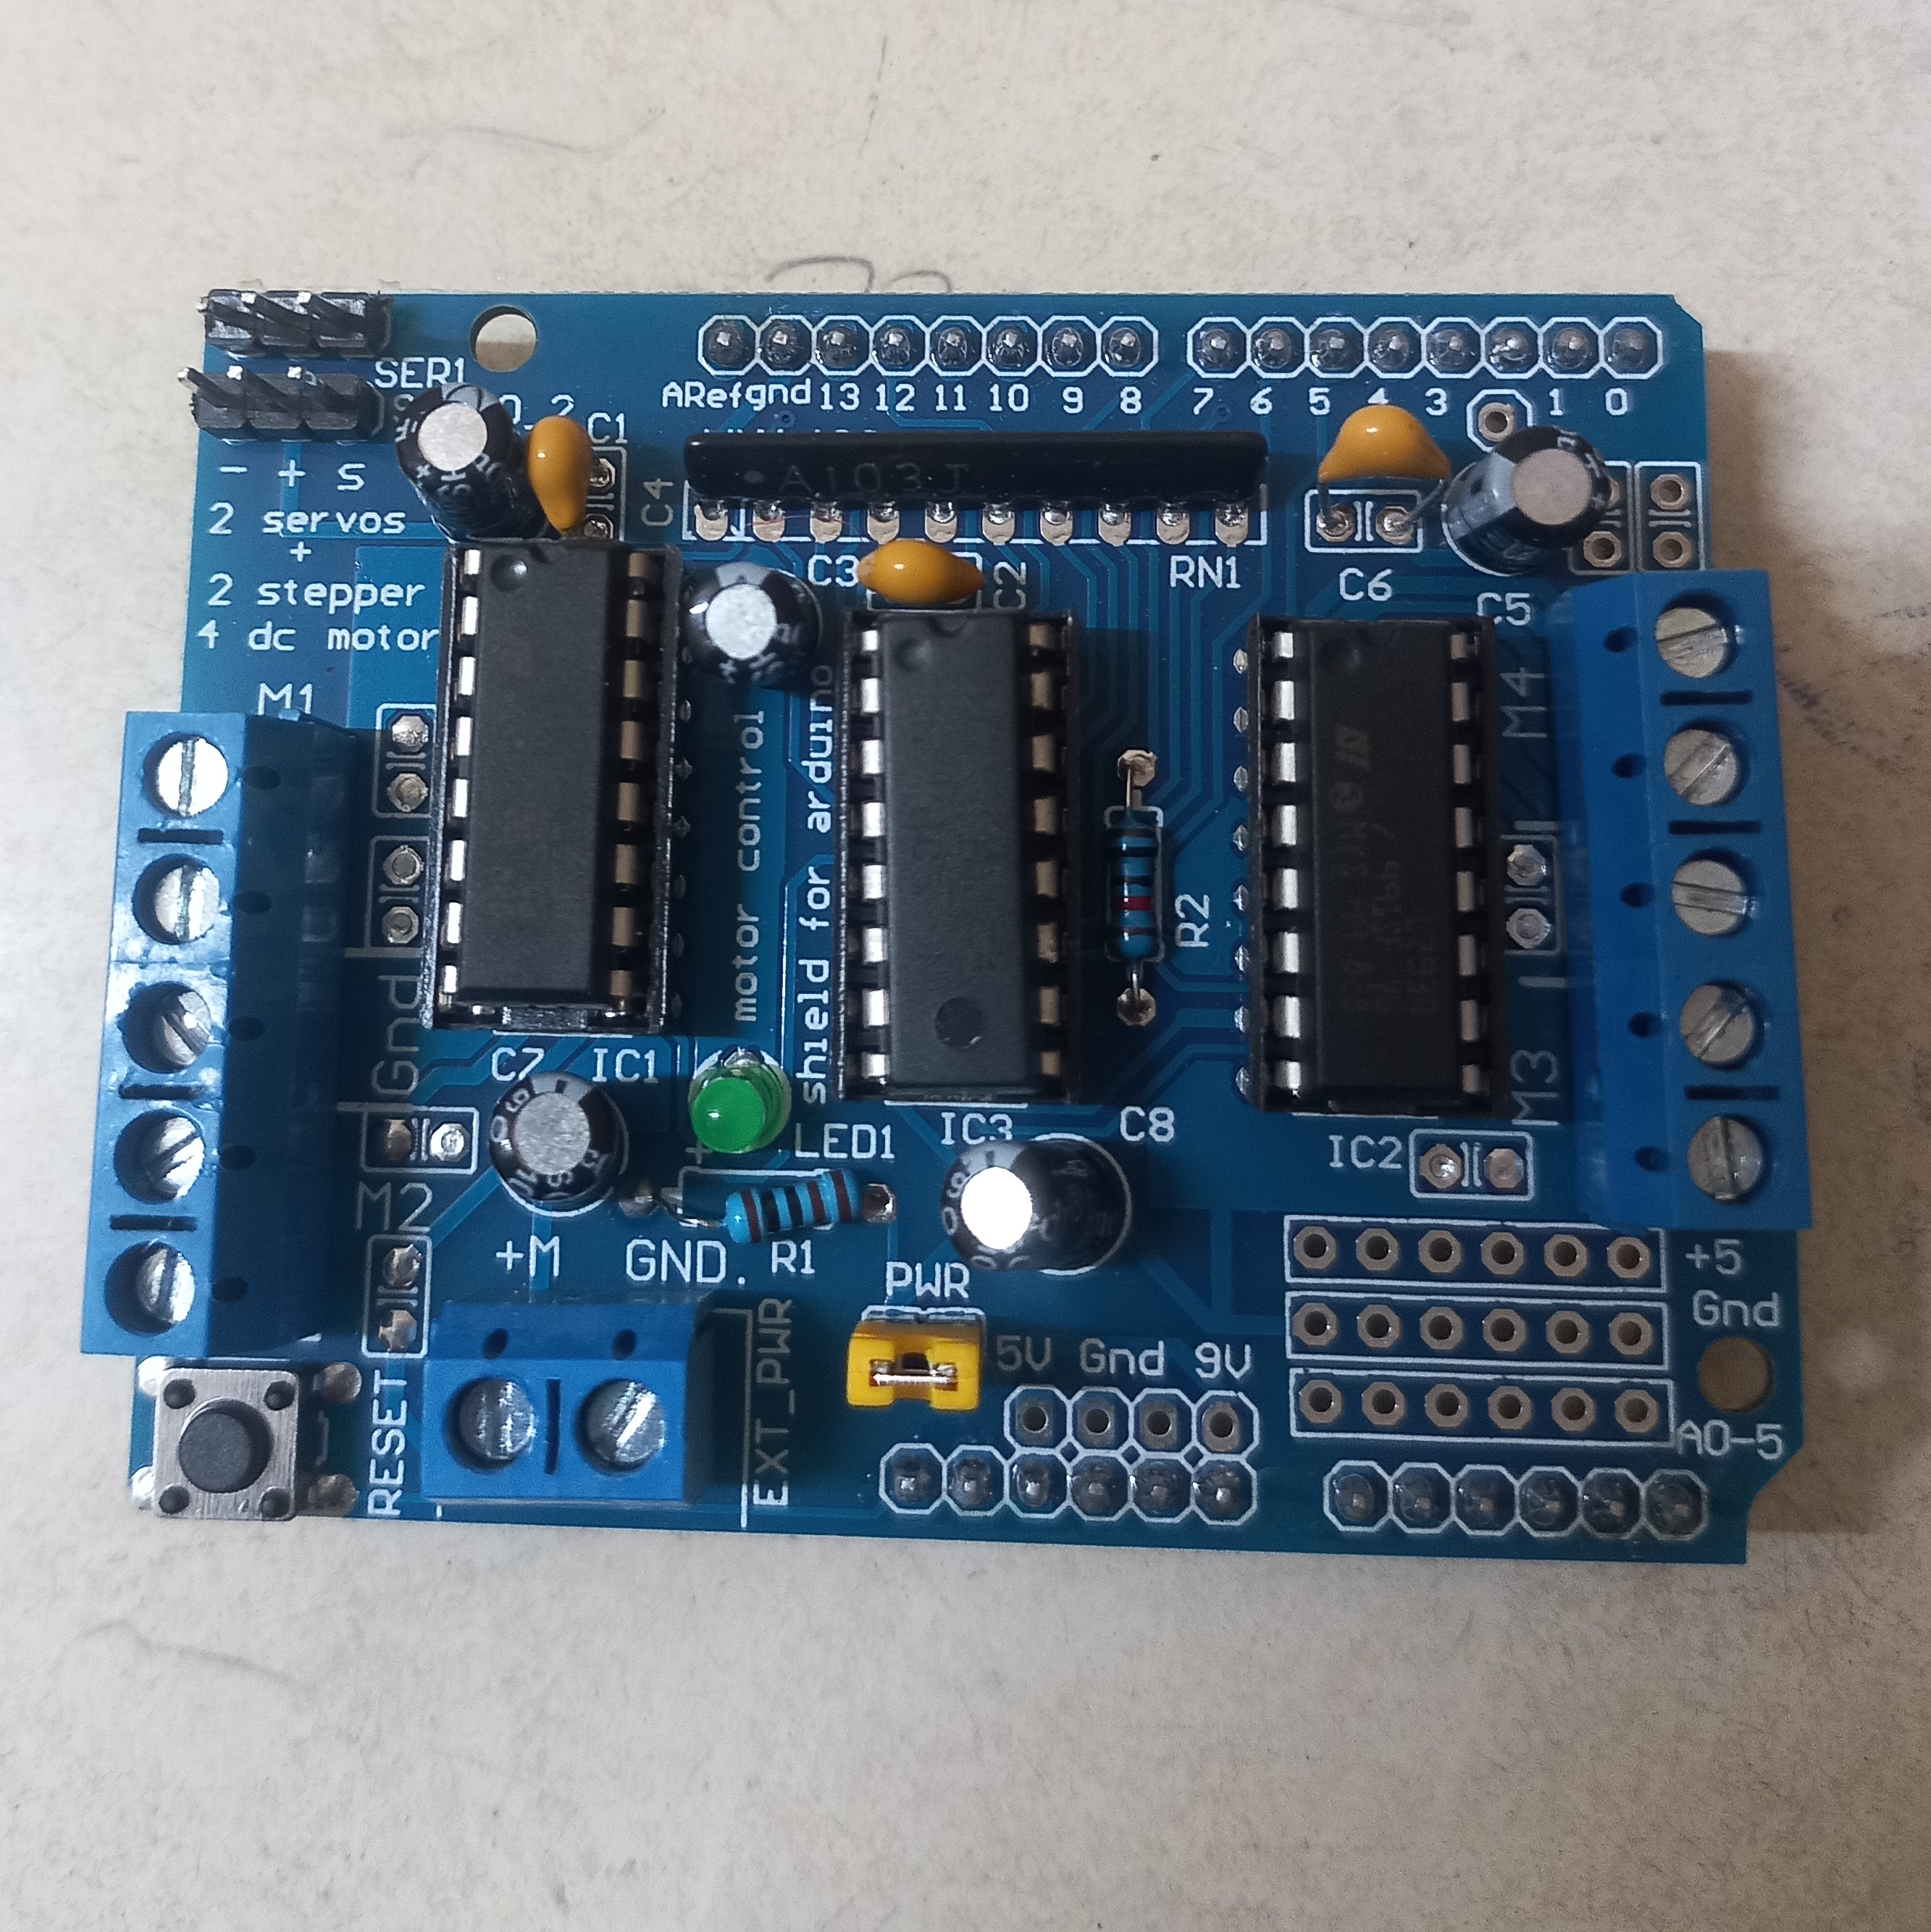 SER1
ARef gnd 13 12 11 10 9 8
7 6 5 4 3 1 0
C1
- + s
2 servos
+
2 stepper
4 dc motor
C4
A103J
C3
C2
RN1
C6
C5
M1
M4
motor control
shield for arduino
R2
Gnd
C7
IC1
LED1
IC3
C8
IC2
M3
M2
+
+M
GND.
R1
PWR
+5
Gnd
5V Gnd 9V
A0-5
RESET
EXT_PWR